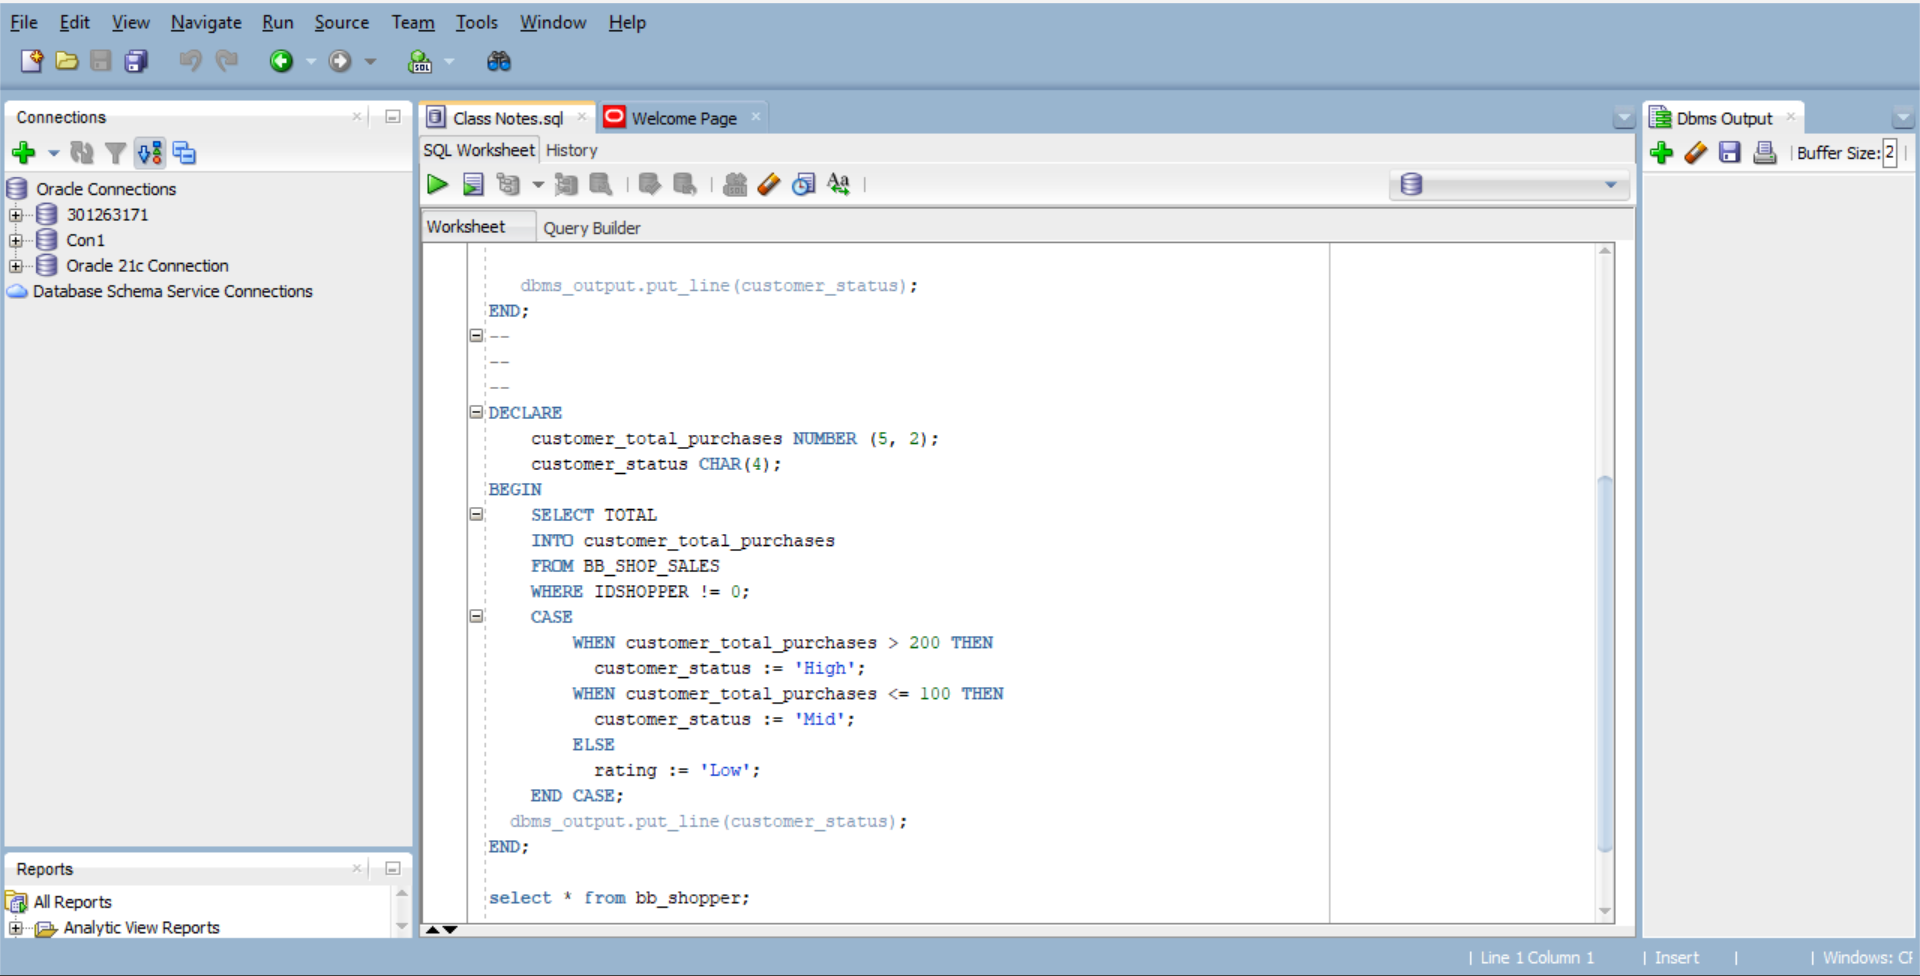 File Edit View Navigate Run Source Team Tools Window Help
Connections
Oracle Connections
301263171
Con1
Oracle 21c Connection
Database Schema Service Connections
Reports
All Reports
Analytic View Reports
Class Notes.sql
Welcome Page
SQL Worksheet History
Worksheet Query Builder
dbms_output.put_line(customer_status);
END;
--
--
--
DECLARE
customer_total_purchases NUMBER (5, 2);
customer_status CHAR(4);
BEGIN
SELECT TOTAL
INTO customer_total_purchases
FROM BB_SHOP_SALES
WHERE IDSHOPPER != 0;
CASE
WHEN customer_total_purchases > 200 THEN
customer_status := 'High';
WHEN customer_total_purchases <= 100 THEN
customer_status := 'Mid';
ELSE
rating := 'Low';
END CASE;
dbms_output.put_line(customer_status);
END;
select * from bb_shopper;
Dbms Output
Buffer Size: 2
| Line 1 Column 1 | Insert | | Windows: CF